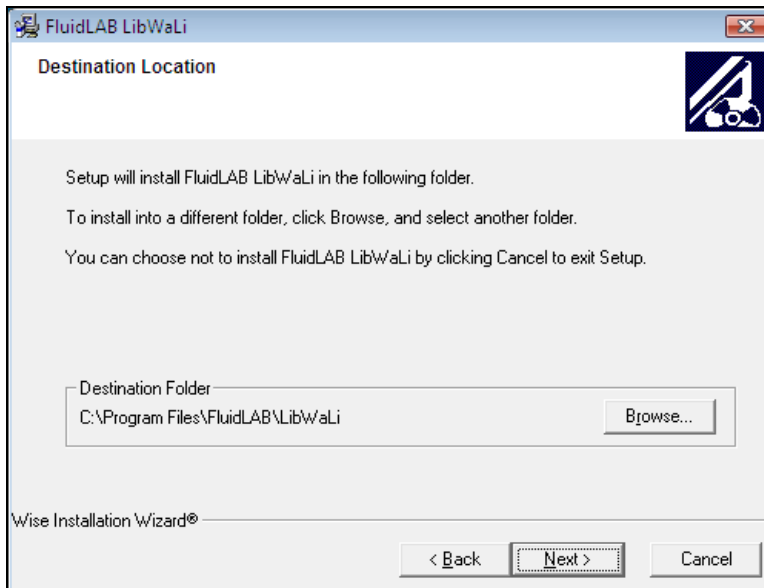 FluidLAB LibWaLi
Destination Location
Setup will install FluidLAB LibWaLi in the following folder.
To install into a different folder, click Browse, and select another folder.
You can choose not to install FluidLAB LibWaLi by clicking Cancel to exit Setup.
Destination Folder
C:\Program Files\FluidLAB\LibWaLi
Browse...
Wise Installation Wizard®
< Back
Next >
Cancel